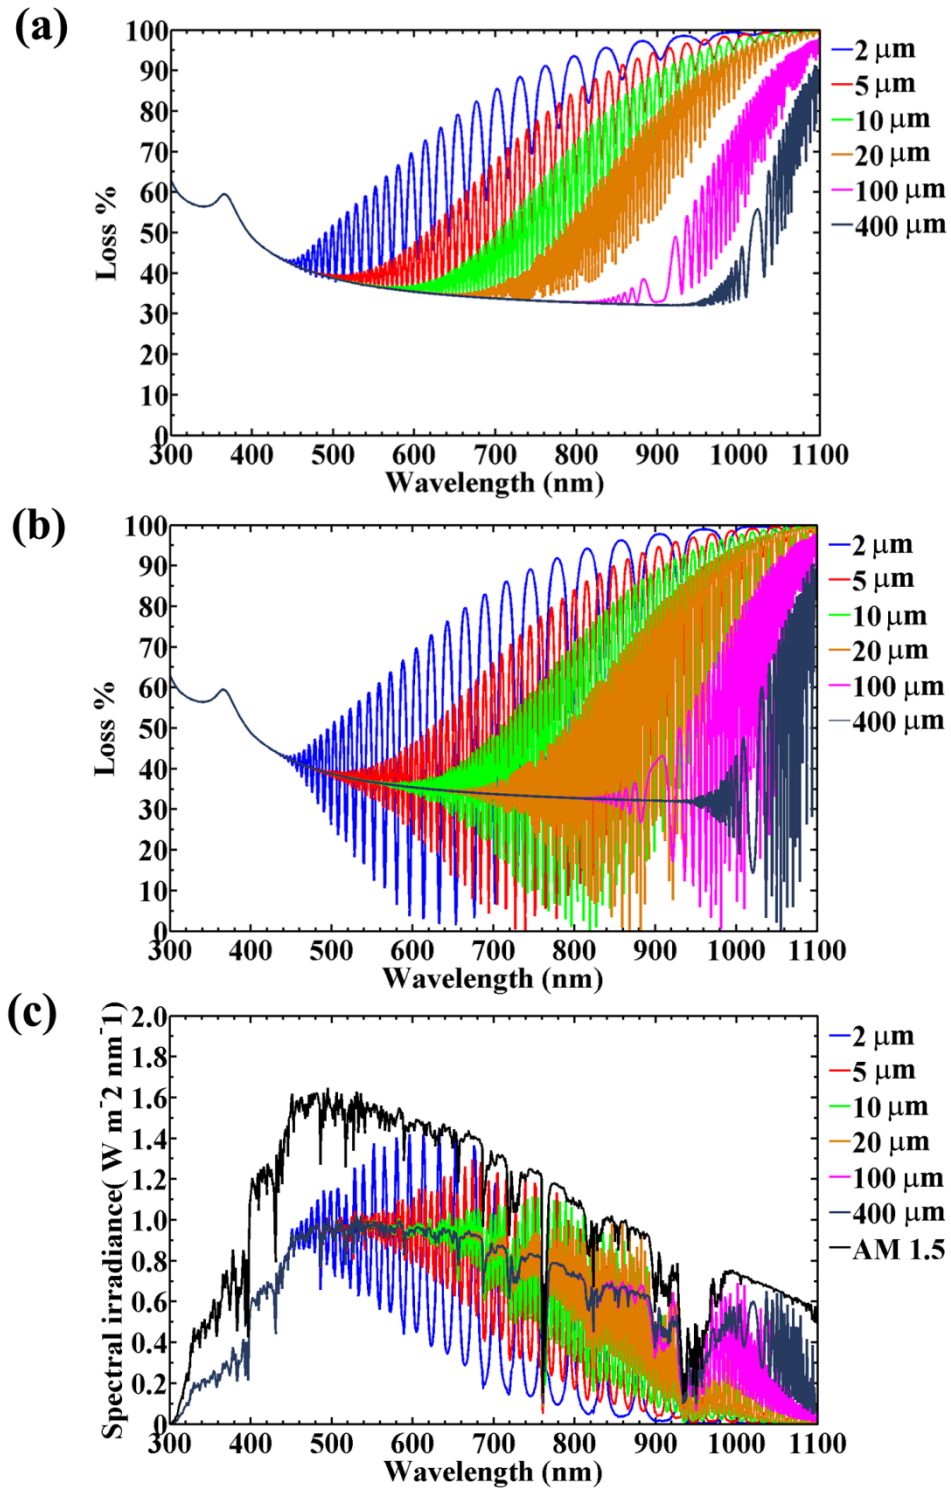 (a)
Loss %
100
90
80
70
60
50
40
30
20
10
0
300 400 500 600 700 800 900 1000 1100
Wavelength (nm)
2 μm
5 μm
10 μm
20 μm
100 μm
400 μm
(b)
Loss %
100
90
80
70
60
50
40
30
20
10
0
300 400 500 600 700 800 900 1000 1100
Wavelength (nm)
2 μm
5 μm
10 μm
20 μm
100 μm
400 μm
(c)
Spectral irradiance( W m-2 nm-1)
2.0
1.8
1.6
1.4
1.2
1.0
0.8
0.6
0.4
0.2
0
300 400 500 600 700 800 900 1000 1100
Wavelength (nm)
2 μm
5 μm
10 μm
20 μm
100 μm
400 μm
AM 1.5